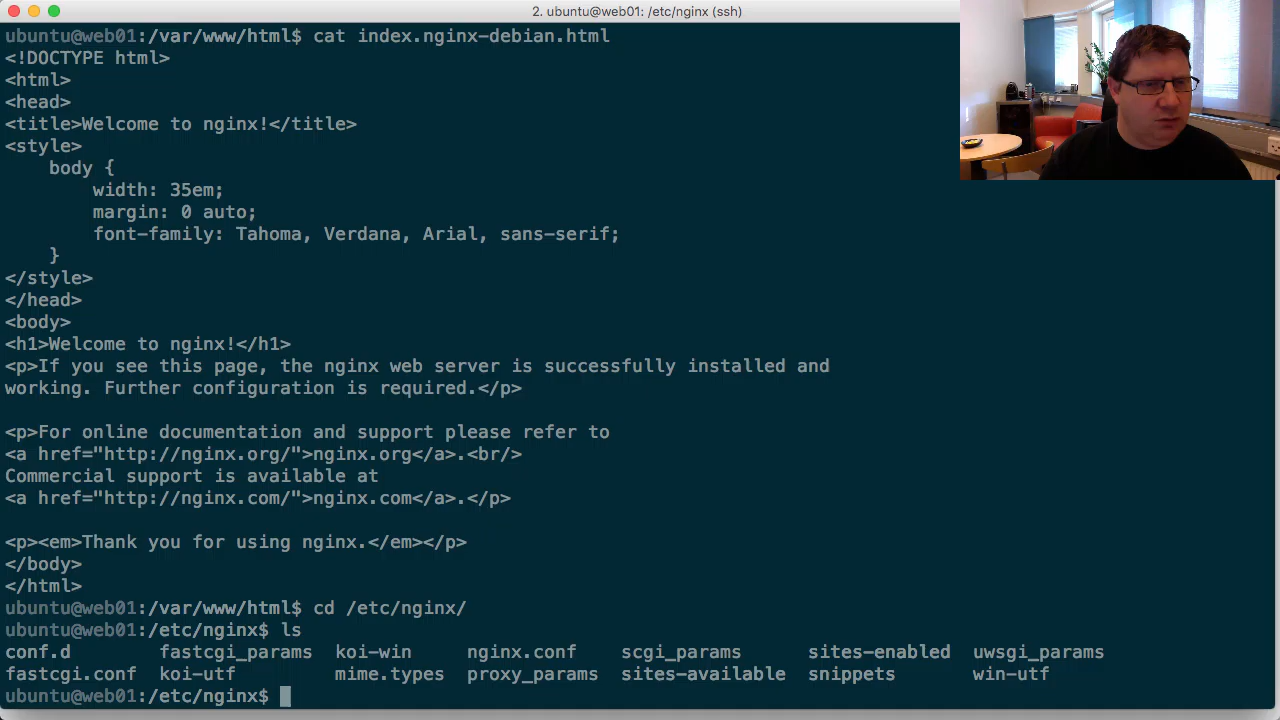 2. ubuntu@web01: /etc/nginx (ssh)
ubuntu@web01:/var/www/html$ cat index.nginx-debian.html
<!DOCTYPE html>
<html>
<head>
<title>Welcome to nginx!</title>
<style>
    body {
        width: 35em;
        margin: 0 auto;
        font-family: Tahoma, Verdana, Arial, sans-serif;
    }
</style>
</head>
<body>
<h1>Welcome to nginx!</h1>
<p>If you see this page, the nginx web server is successfully installed and
working. Further configuration is required.</p>

<p>For online documentation and support please refer to
<a href="http://nginx.org/">nginx.org</a>.<br/>
Commercial support is available at
<a href="http://nginx.com/">nginx.com</a>.</p>

<p><em>Thank you for using nginx.</em></p>
</body>
</html>
ubuntu@web01:/var/www/html$ cd /etc/nginx/
ubuntu@web01:/etc/nginx$ ls
conf.d        fastcgi_params  koi-win     nginx.conf    scgi_params      sites-enabled  uwsgi_params
fastcgi.conf  koi-utf         mime.types  proxy_params  sites-available  snippets       win-utf
ubuntu@web01:/etc/nginx$